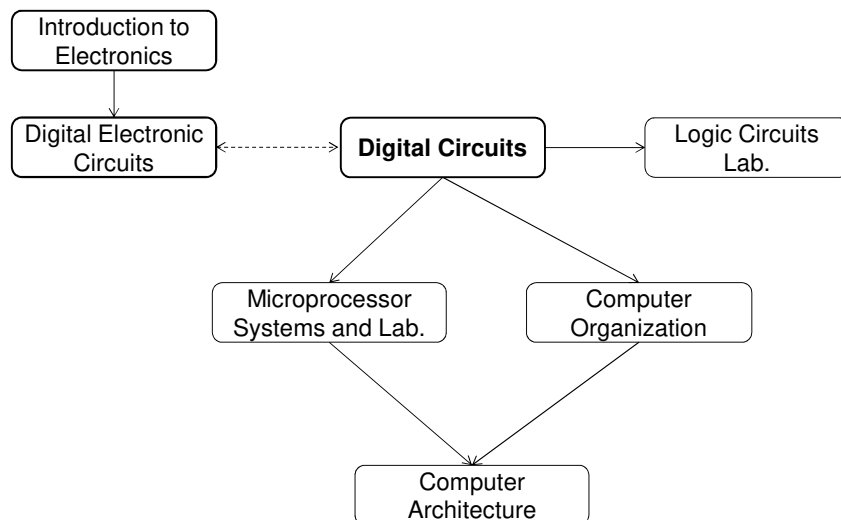 Introduction to
Electronics
Digital Electronic
Circuits
Digital Circuits
Logic Circuits
Lab.
Microprocessor
Systems and Lab.
Computer
Organization
Computer
Architecture